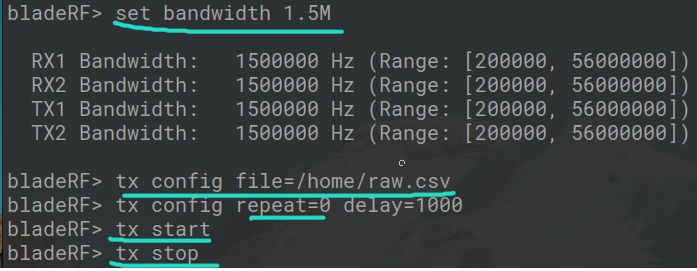 bladeRF> set bandwidth 1.5M
RX1 Bandwidth: 1500000 Hz (Range: [200000, 56000000])
RX2 Bandwidth: 1500000 Hz (Range: [200000, 56000000])
TX1 Bandwidth: 1500000 Hz (Range: [200000, 56000000])
TX2 Bandwidth: 1500000 Hz (Range: [200000, 56000000])
bladeRF> tx config file=/home/raw.csv
bladeRF> tx config repeat=0 delay=1000
bladeRF> tx start
bladeRF> tx stop